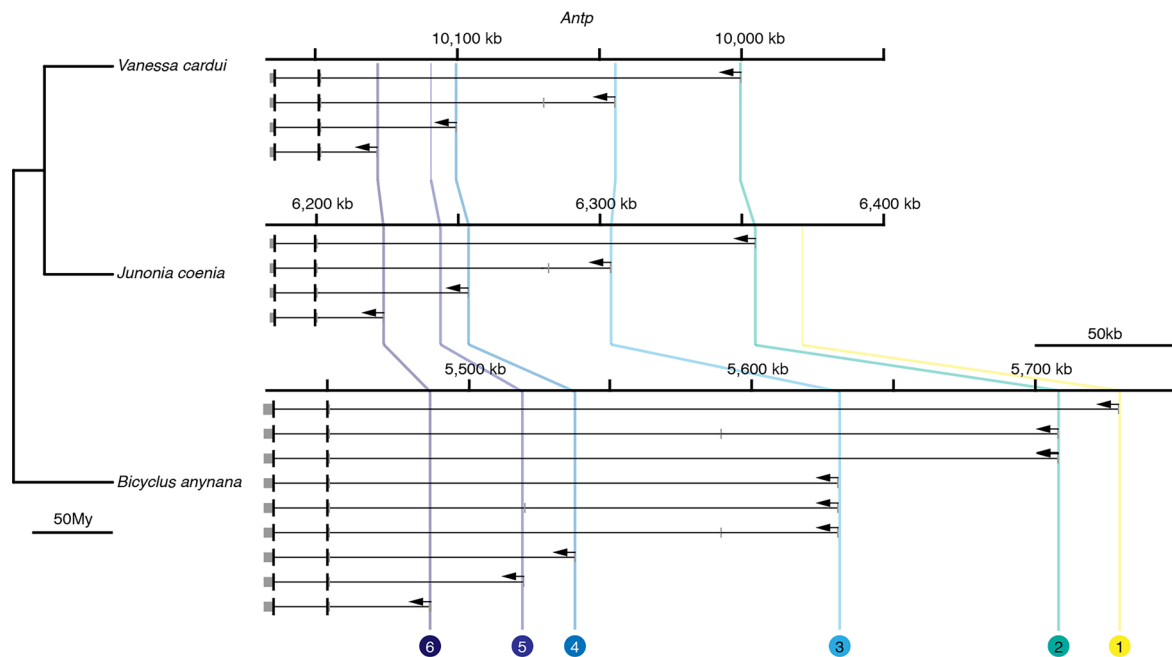 Antp
10,100 kb 10,000 kb
Vanessa cardui
6,200 kb 6,300 kb 6,400 kb
Junonia coenia
50kb
5,500 kb 5,600 kb 5,700 kb
Bicyclus anynana
50My
6 5 4 3 2 1